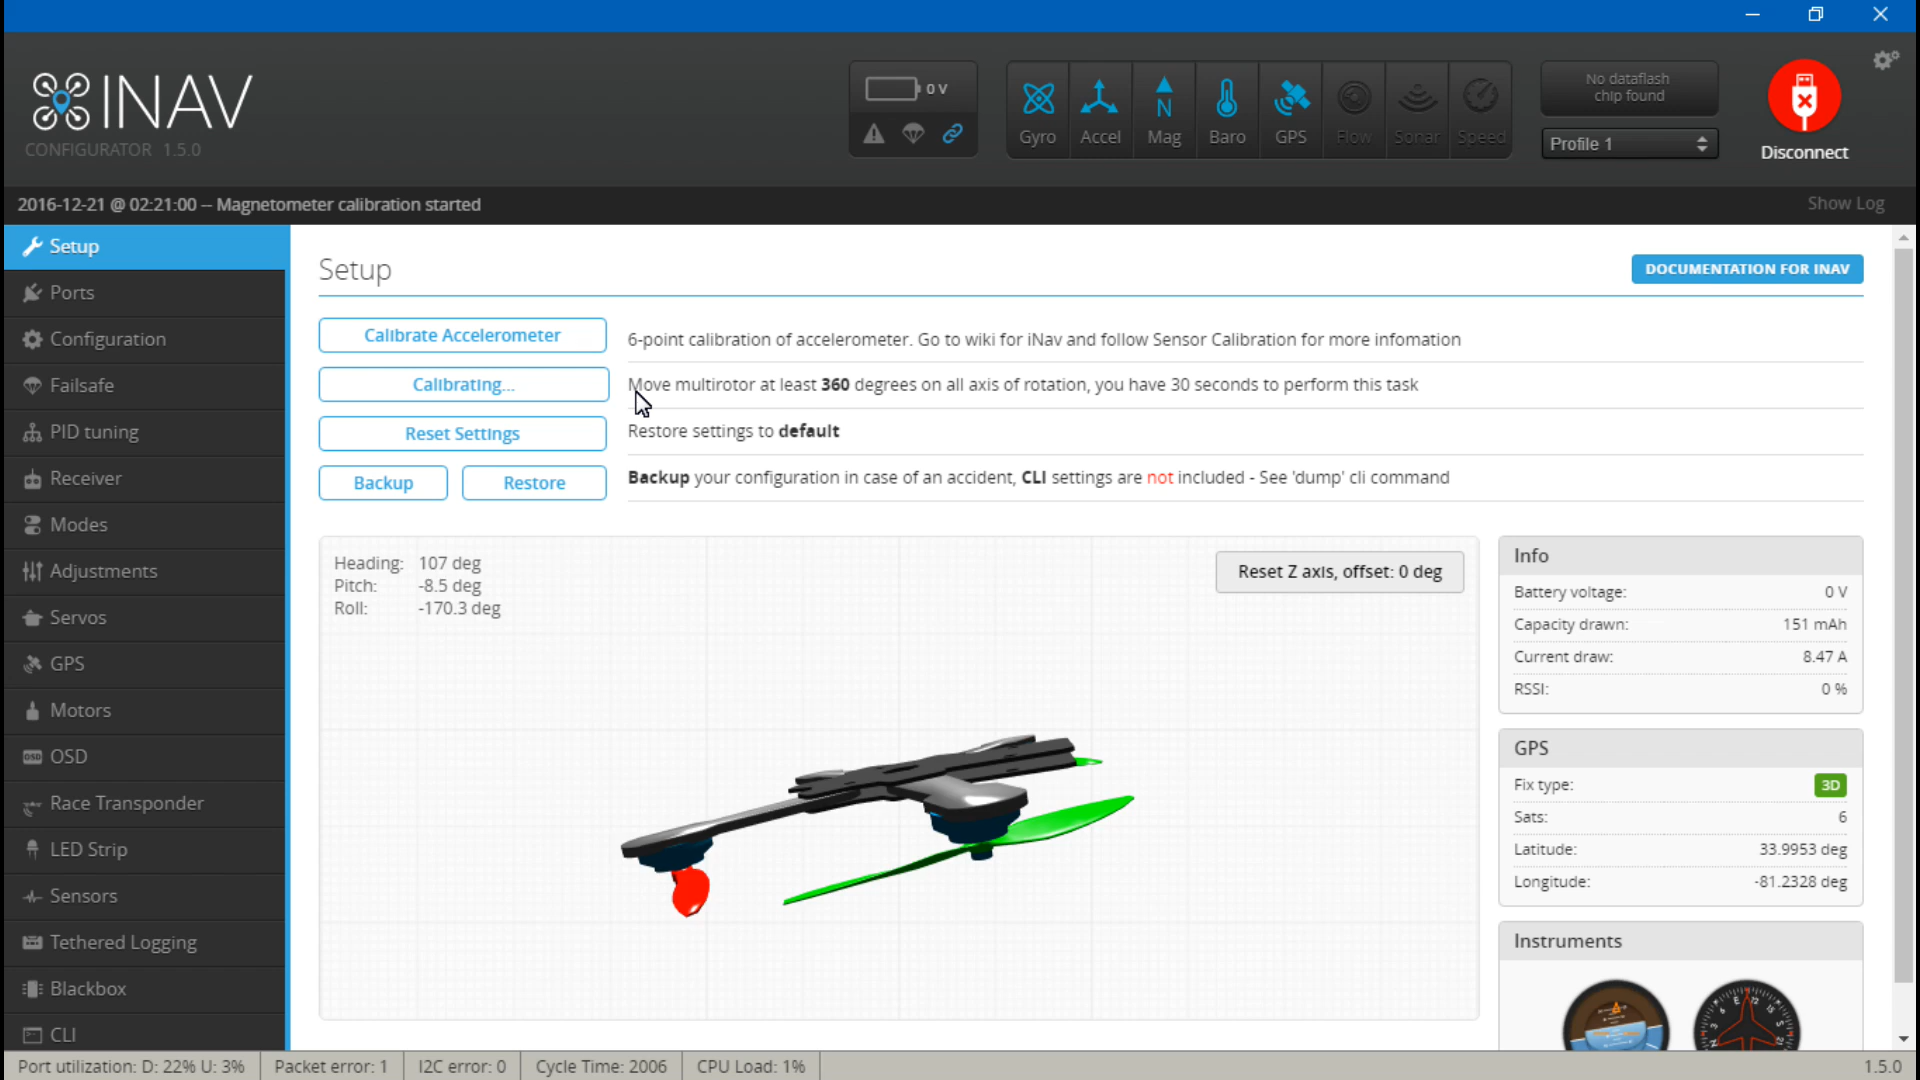 INAV
CONFIGURATOR 1.5.0
0 V
Gyro
Accel
Mag
Baro
GPS
Flow
Sonar
Speed
No dataflash
chip found
Profile 1
Disconnect
2016-12-21 @ 02:21:00 -- Magnetometer calibration started
Show Log
Setup
Ports
Configuration
Failsafe
PID tuning
Receiver
Modes
Adjustments
Servos
GPS
Motors
OSD
Race Transponder
LED Strip
Sensors
Tethered Logging
Blackbox
CLI
Setup
DOCUMENTATION FOR INAV
Calibrate Accelerometer
6-point calibration of accelerometer. Go to wiki for iNav and follow Sensor Calibration for more infomation
Calibrating...
Move multirotor at least 360 degrees on all axis of rotation, you have 30 seconds to perform this task
Reset Settings
Restore settings to default
Backup
Restore
Backup your configuration in case of an accident, CLI settings are not included - See 'dump' cli command
Heading: 107 deg
Pitch: -8.5 deg
Roll: -170.3 deg
Reset Z axis, offset: 0 deg
Info
Battery voltage: 0 V
Capacity drawn: 151 mAh
Current draw: 8.47 A
RSSI: 0 %
GPS
Fix type: 3D
Sats: 6
Latitude: 33.9953 deg
Longitude: -81.2328 deg
Instruments
Port utilization: D: 22% U: 3%
Packet error: 1
I2C error: 0
Cycle Time: 2006
CPU Load: 1%
1.5.0